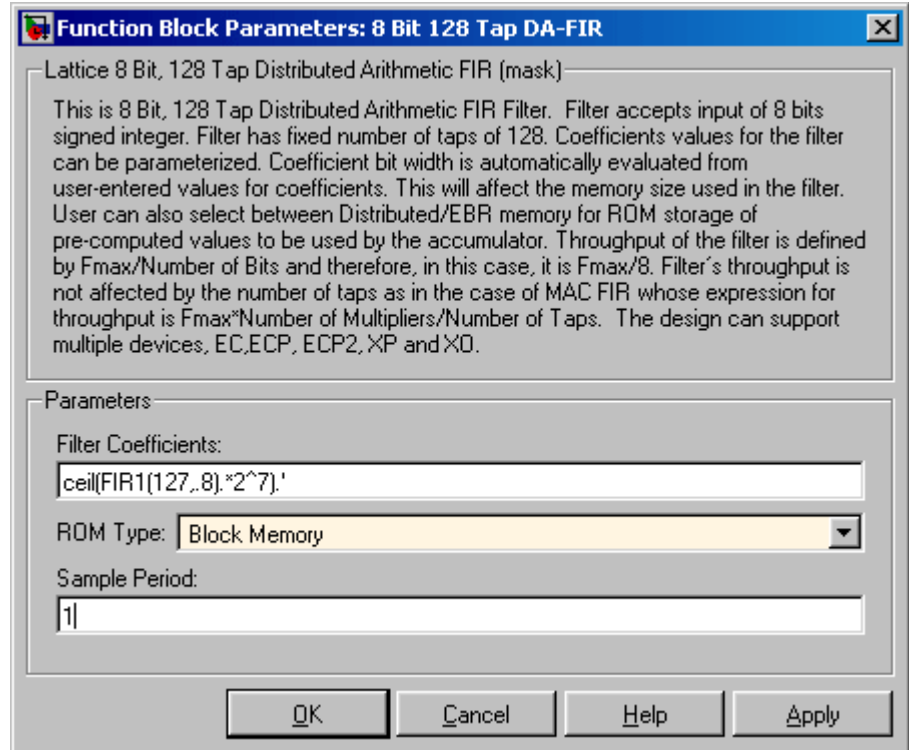 Function Block Parameters: 8 Bit 128 Tap DA-FIR
Lattice 8 Bit, 128 Tap Distributed Arithmetic FIR (mask)
This is 8 Bit, 128 Tap Distributed Arithmetic FIR Filter.  Filter accepts input of 8 bits
signed integer. Filter has fixed number of taps of 128. Coefficients values for the filter
can be parameterized. Coefficient bit width is automatically evaluated from
user-entered values for coefficients. This will affect the memory size used in the filter.
User can also select between Distributed/EBR memory for ROM storage of
pre-computed values to be used by the accumulator. Throughput of the filter is defined
by Fmax/Number of Bits and therefore, in this case, it is Fmax/8. Filter´s throughput is
not affected by the number of taps as in the case of MAC FIR whose expression for
throughput is Fmax*Number of Multipliers/Number of Taps.  The design can support
multiple devices, EC,ECP, ECP2, XP and XO.
Parameters
Filter Coefficients:
ceil(FIR1(127,.8).*2^7).'
ROM Type: Block Memory
Sample Period:
1
OK Cancel Help Apply